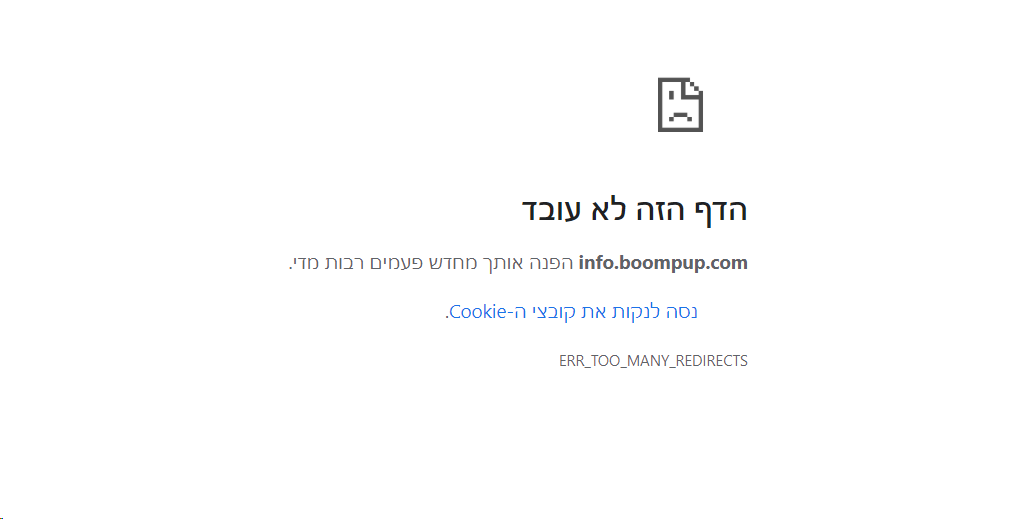 הדף הזה לא עובד
info.boompup.com הפנה אותך מחדש פעמים רבות מדי.
נסה לנקות את קובצי ה-Cookie.
ERR_TOO_MANY_REDIRECTS